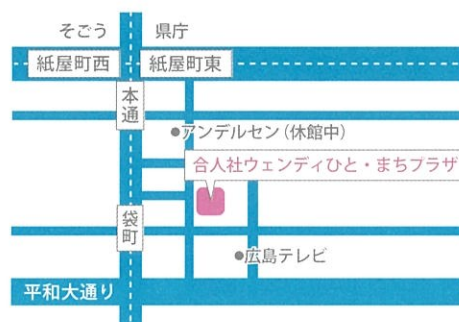 そごう
県庁
紙屋町西
紙屋町東
本通
アンデルセン(休館中)
合人社ウェンディひと・まちプラザ
袋町
広島テレビ
平和大通り